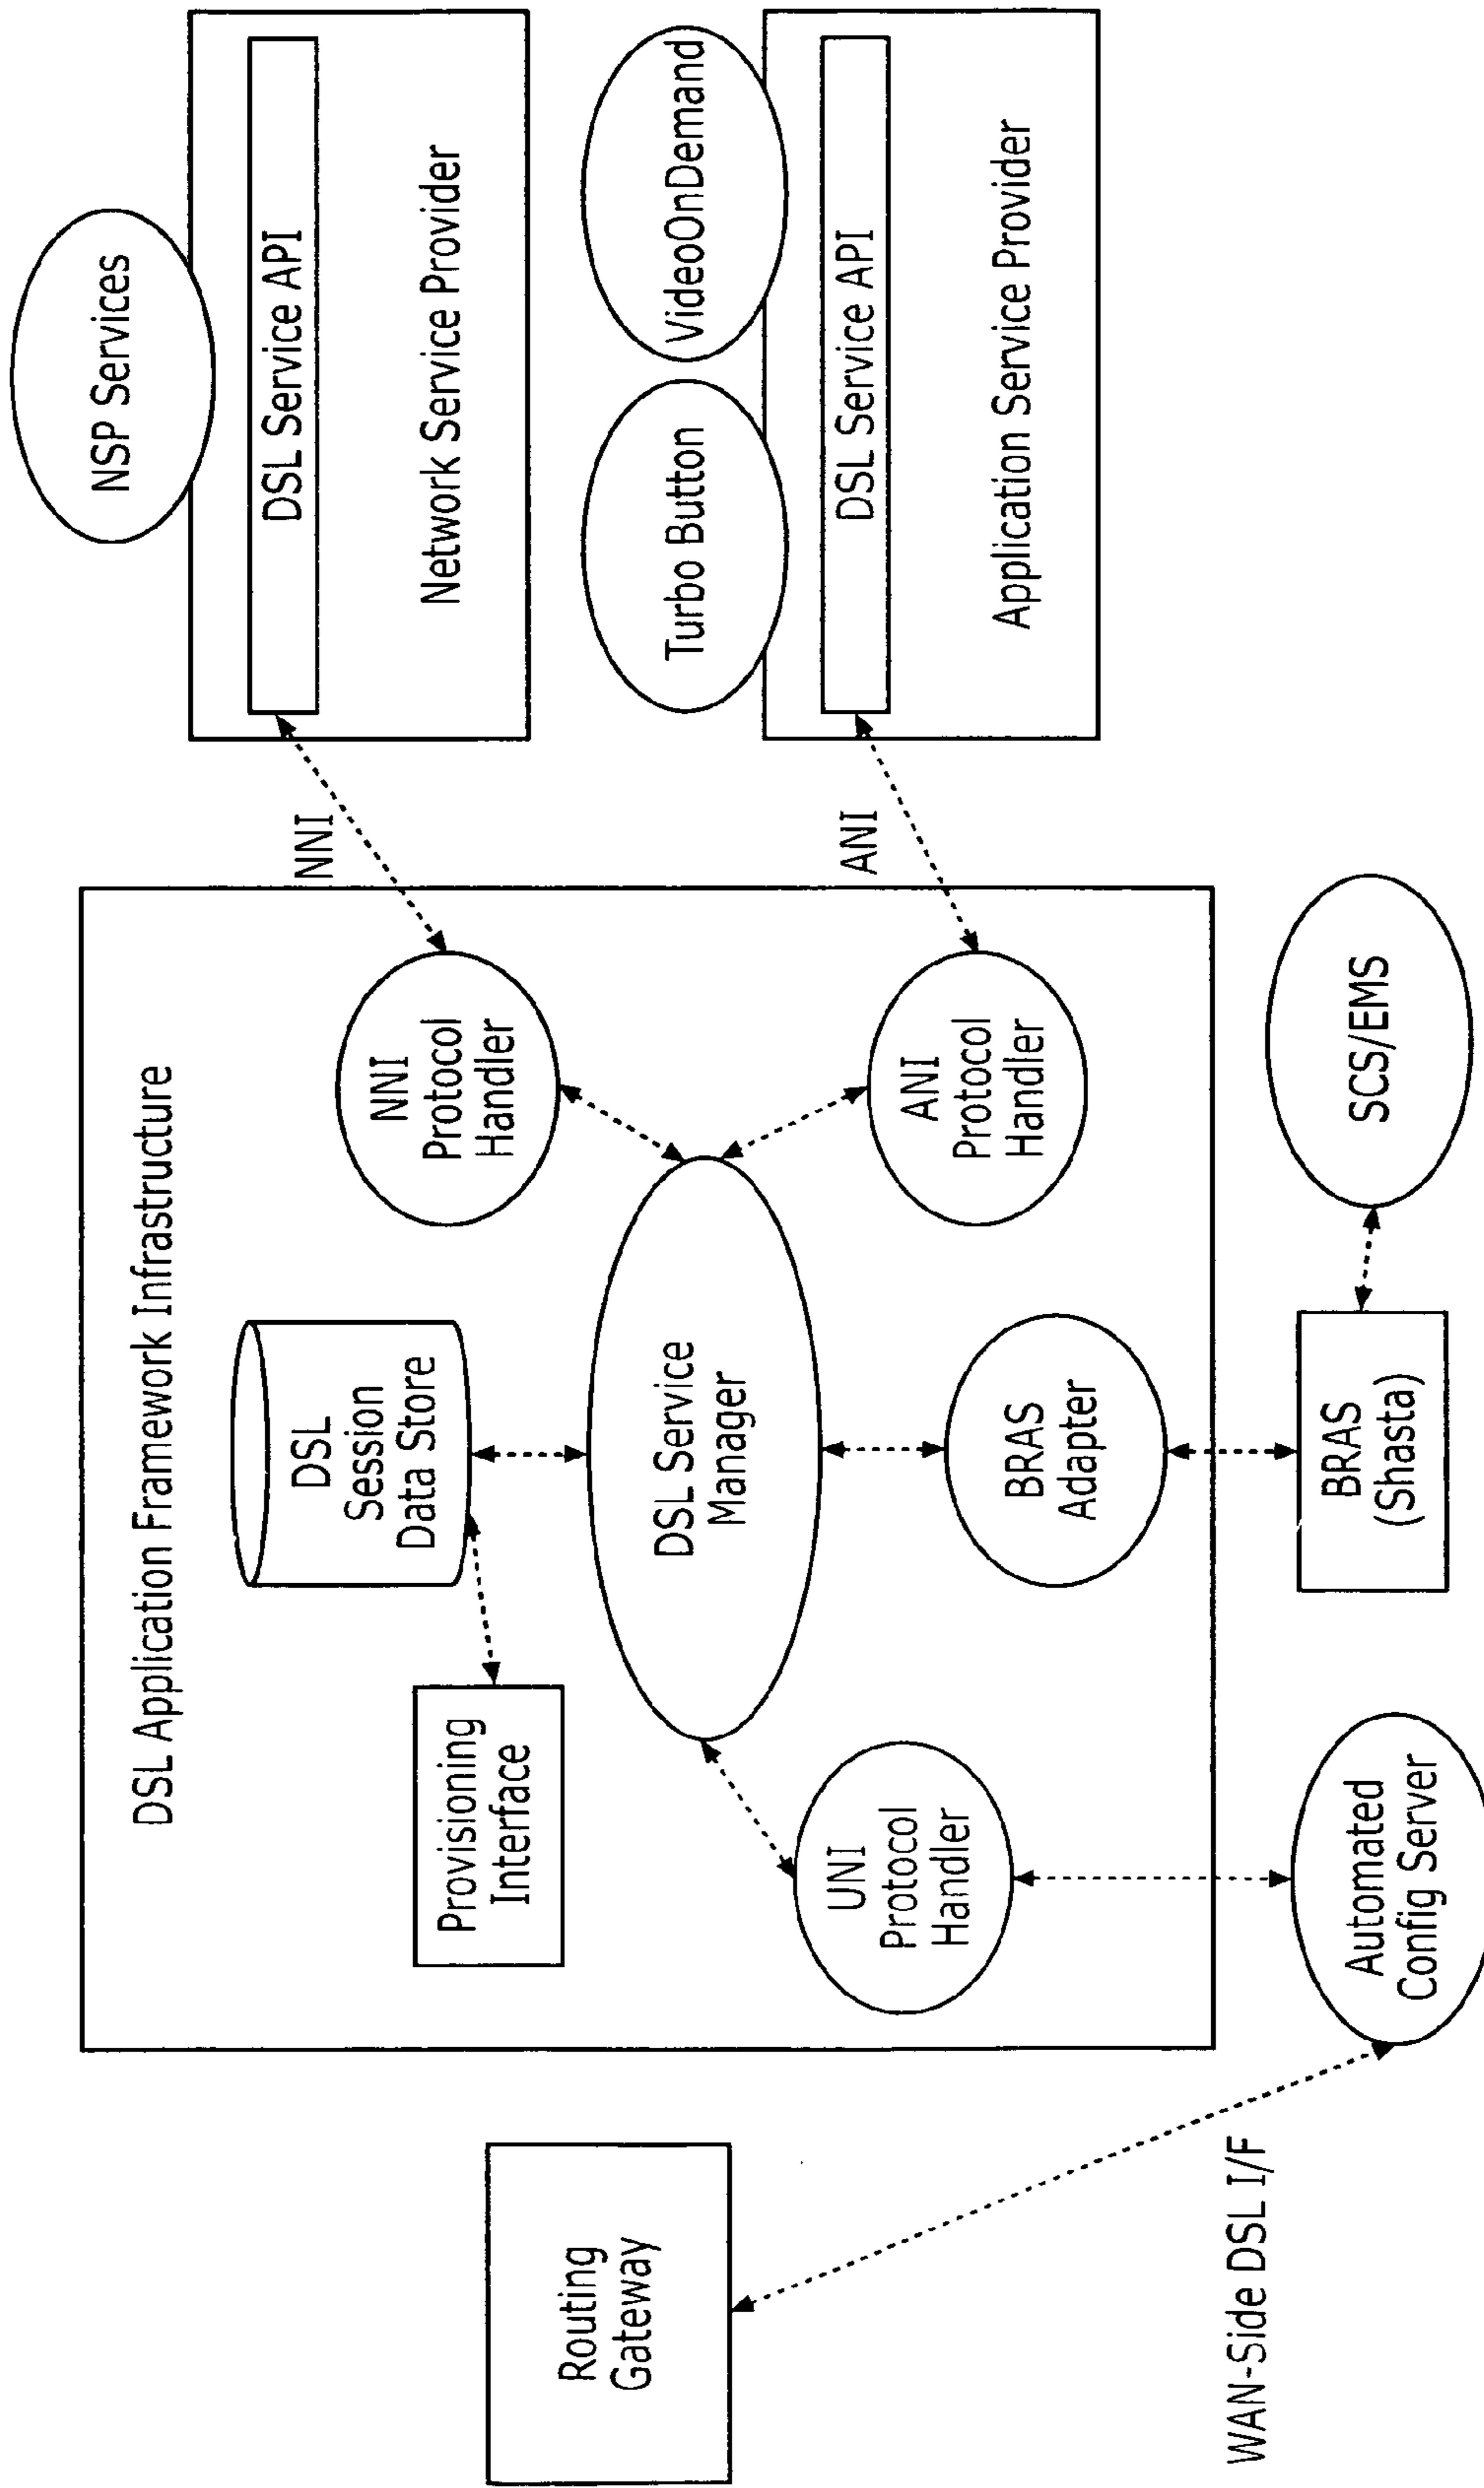 DSL Application Framework Infrastructure
Routing
Gateway
WAN-Side DSL I/F
Provisioning
Interface
DSL
Session
Data Store
DSL Service
Manager
UNI
Protocol
Handler
BRAS
Adapter
NNI
Protocol
Handler
ANI
Protocol
Handler
Automated
Config Server
BRAS
(Shasta)
SCS/EMS
NNI
ANI
NSP Services
DSL Service API
Network Service Provider
Turbo Button
VideoOnDemand
DSL Service API
Application Service Provider